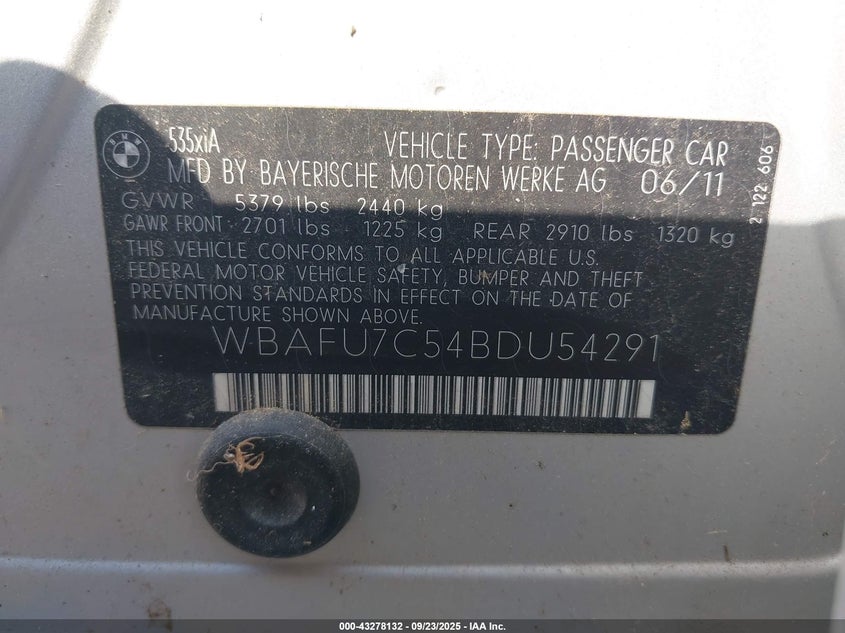 BMW
535xiA
VEHICLE TYPE: PASSENGER CAR
MFD BY BAYERISCHE MOTOREN WERKE AG 06/11
GVWR 5379 lbs 2440 kg
GAWR FRONT: 2701 lbs 1225 kg REAR 2910 lbs 1320 kg
THIS VEHICLE CONFORMS TO ALL APPLICABLE U.S.
FEDERAL MOTOR VEHICLE SAFETY, BUMPER AND THEFT
PREVENTION STANDARDS IN EFFECT ON THE DATE OF
MANUFACTURE SHOWN ABOVE.
WBAFU7C54BDU54291
2 122 606
000-43278132 - 09/23/2025 - IAA Inc.